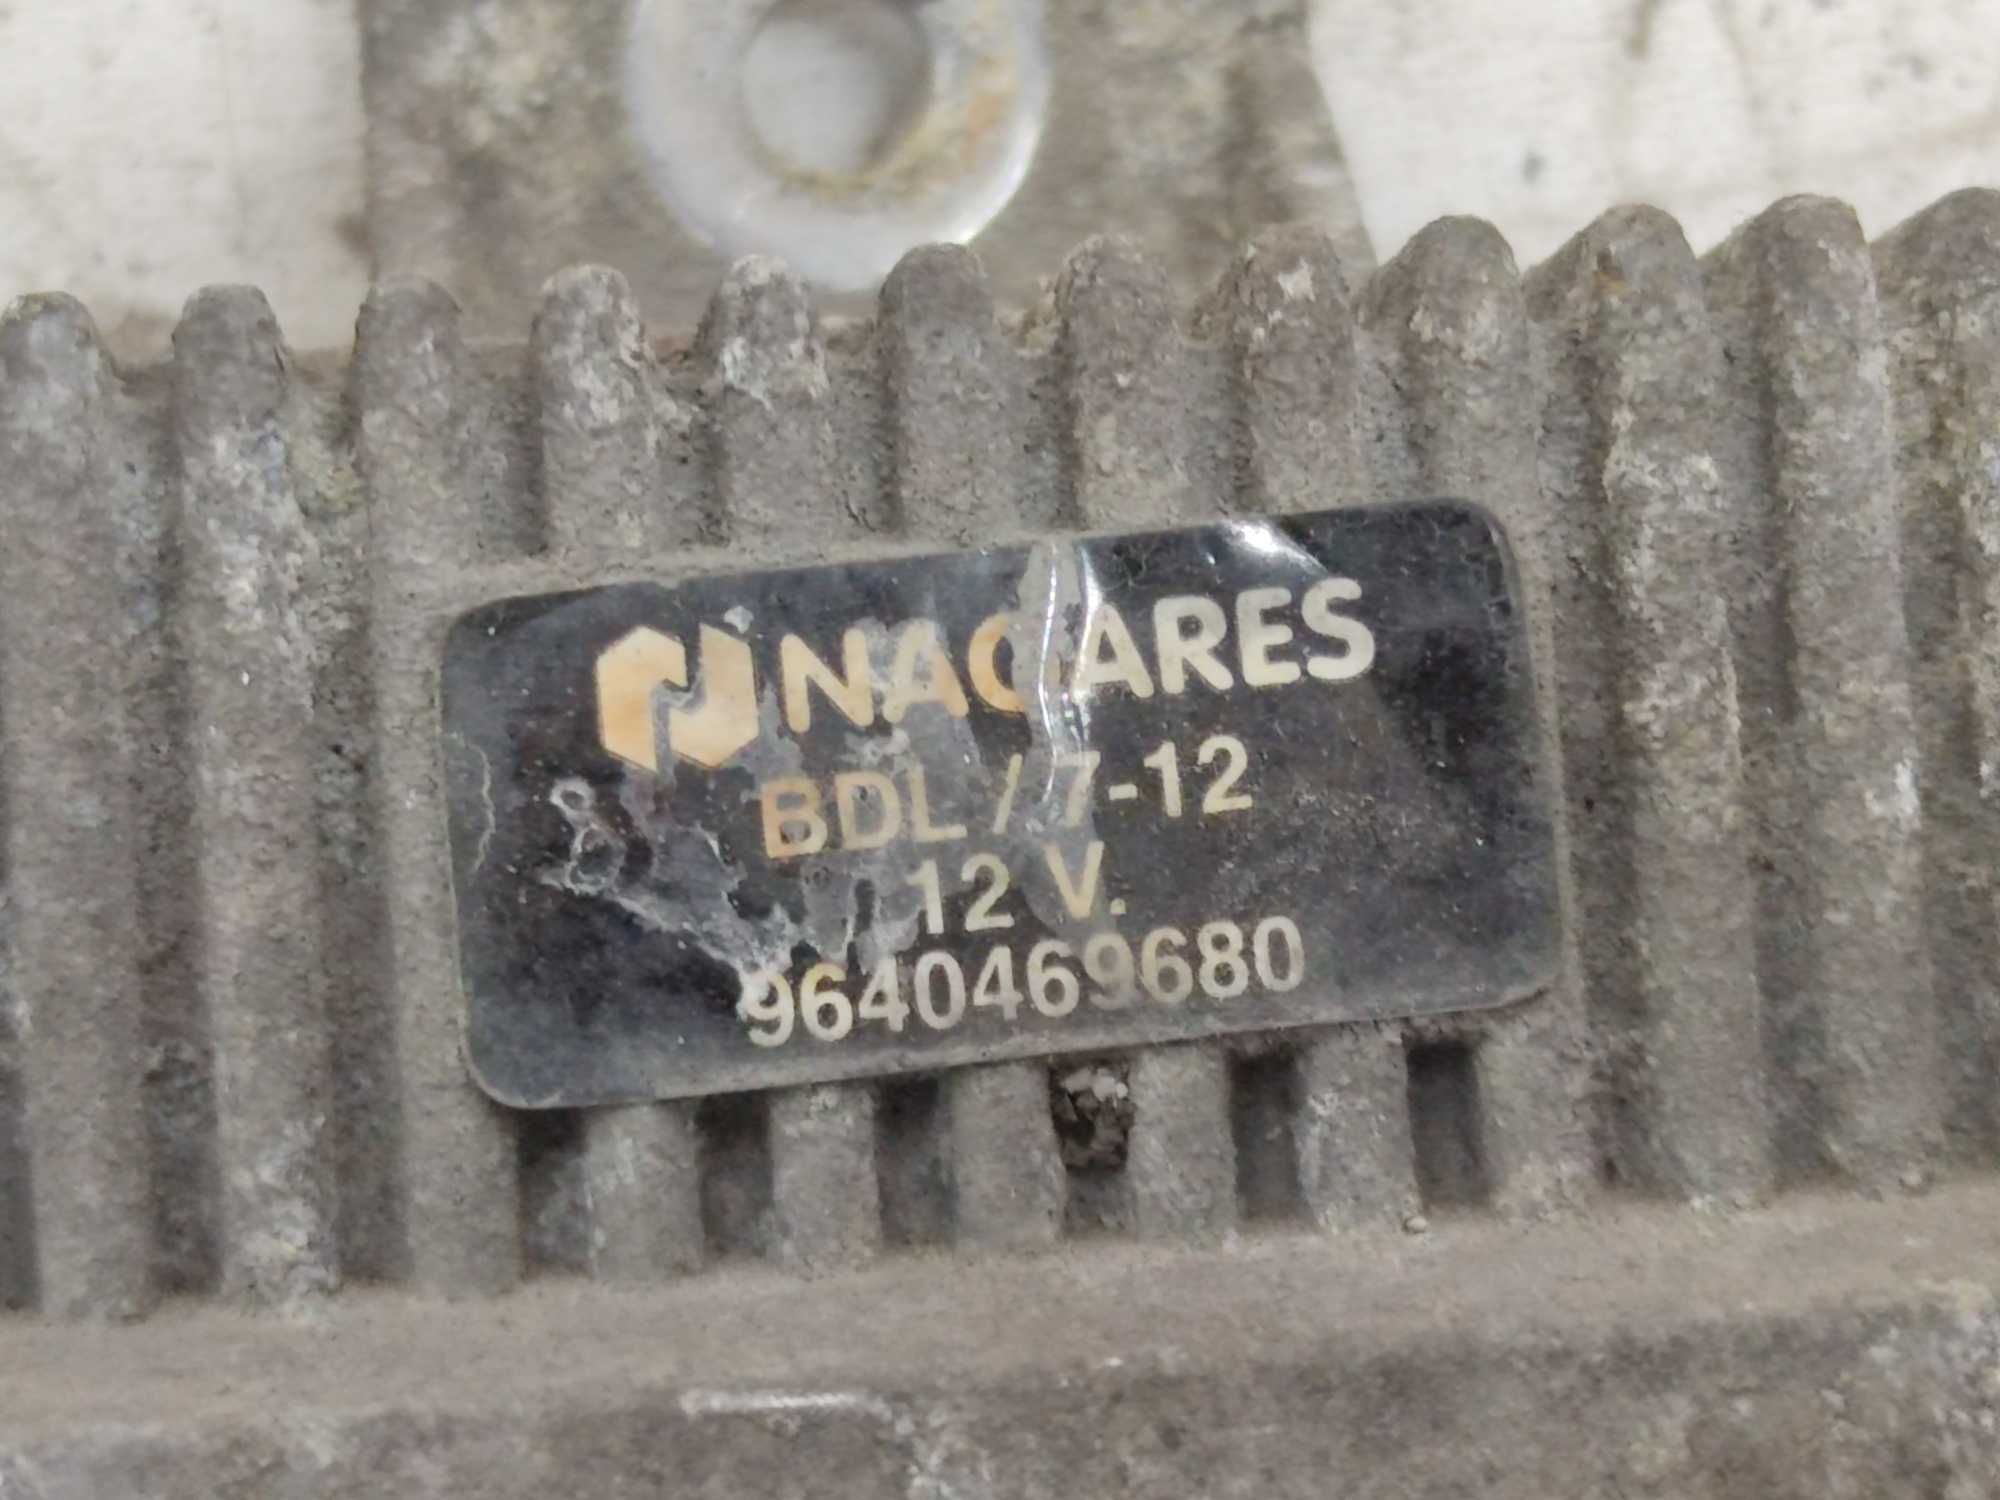 NAGARES
BDL / 7-12
12 V.
9640469680